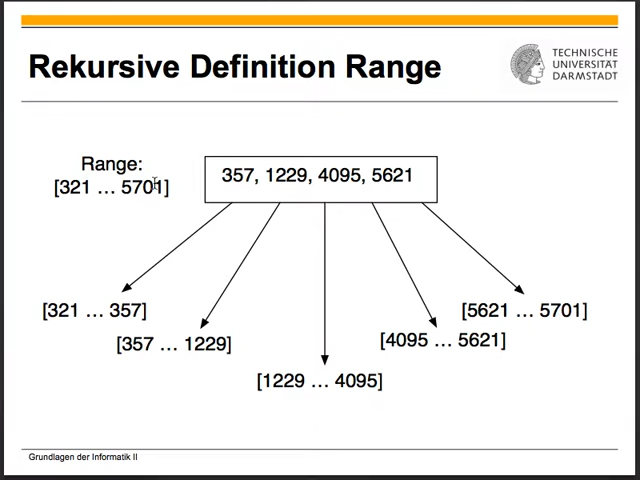 Rekursive Definition Range
TECHNISCHE
UNIVERSITÄT
DARMSTADT
Range:
[321 … 5701]
357, 1229, 4095, 5621
[321 … 357]
[5621 … 5701]
[357 … 1229]
[4095 … 5621]
[1229 … 4095]
Grundlagen der Informatik II